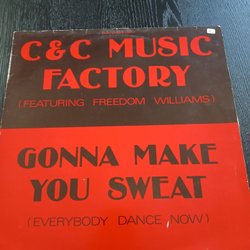 C&C MUSIC
FACTORY
(FEATURING FREEDOM WILLIAMS)
GONNA MAKE
YOU SWEAT
(EVERYBODY DANCE NOW)